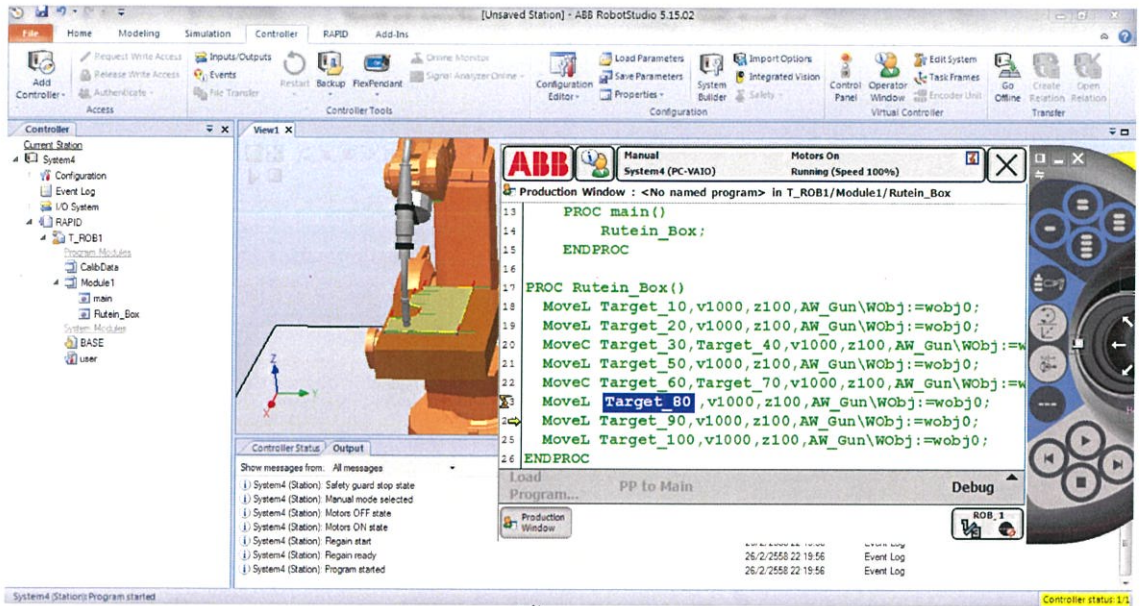 [Unsaved Station] - ABB RobotStudio 5.15.02
File Home Modeling Simulation Controller RAPID Add-Ins
Add Controller
Request Write Access
Release Write Access
Authenticate
Access
Inputs/Outputs
Events
File Transfer
Restart Backup FlexPendant
Online Monitor
Signal Analyzer Online
Controller Tools
Configuration Editor
Load Parameters
Save Parameters
Properties
System Builder
Import Options
Integrated Vision
Safety
Configuration
Control Panel
Operator Window
Edit System
Task Frames
Encoder Unit
Virtual Controller
Go Offline
Create Relation
Open Relation
Transfer
Controller
Current Station
System4
Configuration
Event Log
I/O System
RAPID
T_ROB1
Program Modules
CalibData
Module1
main
Rutein_Box
System Modules
BASE
user
View1
Z
Y
X
ABB
Manual
System4 (PC-VAIO)
Motors On
Running (Speed 100%)
Production Window : <No named program> in T_ROB1/Module1/Rutein_Box
13 PROC main()
14 Rutein_Box;
15 ENDPROC
16
17 PROC Rutein_Box()
18 MoveL Target_10,v1000,z100,AW_Gun\WObj:=wobj0;
19 MoveL Target_20,v1000,z100,AW_Gun\WObj:=wobj0;
20 MoveC Target_30,Target_40,v1000,z100,AW_Gun\WObj:=w
21 MoveL Target_50,v1000,z100,AW_Gun\WObj:=wobj0;
22 MoveC Target_60,Target_70,v1000,z100,AW_Gun\WObj:=w
MoveL Target_80 ,v1000,z100,AW_Gun\WObj:=wobj0;
MoveL Target_90,v1000,z100,AW_Gun\WObj:=wobj0;
25 MoveL Target_100,v1000,z100,AW_Gun\WObj:=wobj0;
26 ENDPROC
Load Program...
PP to Main
Debug
Production Window
ROB_1
Controller Status Output
Show messages from: All messages
System4 (Station): Safety guard stop state
System4 (Station): Manual mode selected
System4 (Station): Motors OFF state
System4 (Station): Motors ON state
System4 (Station): Regain start
System4 (Station): Regain ready 26/2/2558 22:19:56 Event Log
System4 (Station): Program started 26/2/2558 22:19:56 Event Log
System4 (Station): Program started
Controller status: 1/1